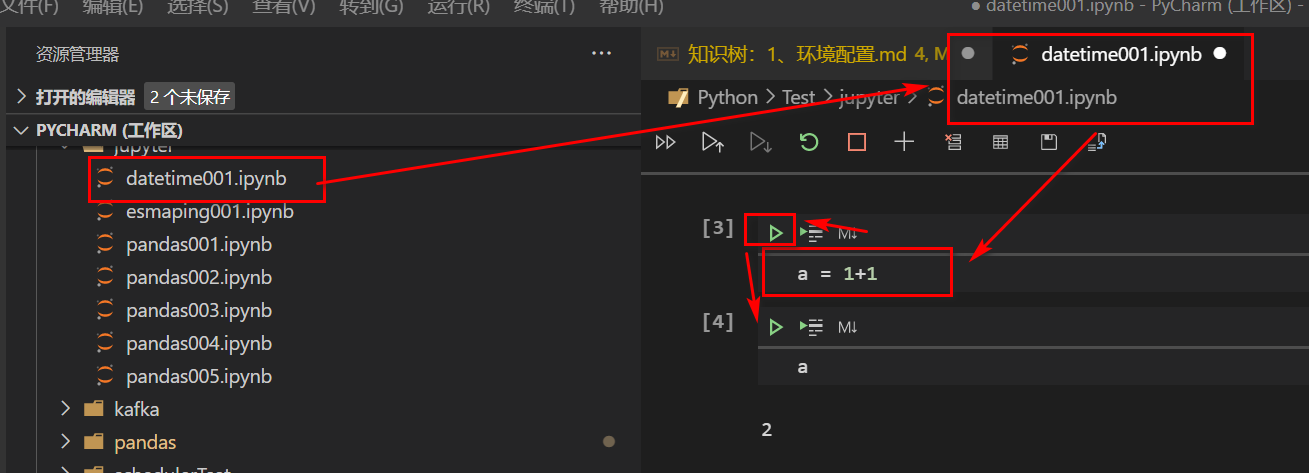 文件(F) 编辑(E) 选择(S) 查看(V) 转到(G) 运行(R) 终端(T) 帮助(H)
● datetime001.ipynb - PyCharm (工作区) -
资源管理器 ···
打开的编辑器 2 个未保存
PYCHARM (工作区)
jupyter
datetime001.ipynb
esmaping001.ipynb
pandas001.ipynb
pandas002.ipynb
pandas003.ipynb
pandas004.ipynb
pandas005.ipynb
kafka
pandas
schedulerTest
知识树：1、环境配置.md 4, M
datetime001.ipynb
Python > Test > jupyter > datetime001.ipynb
[3]
M↓
a = 1+1
[4]
M↓
a
2